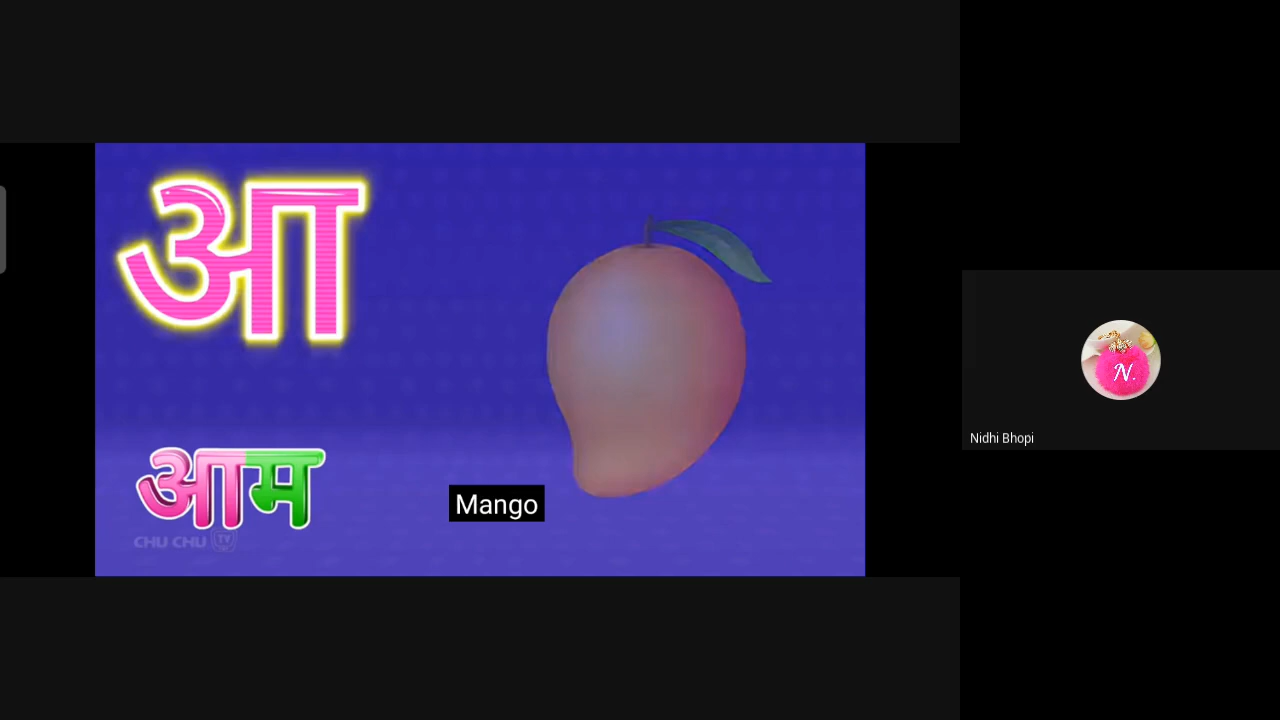 आ
आम
CHU CHU TV
Mango
N.
Nidhi Bhopi